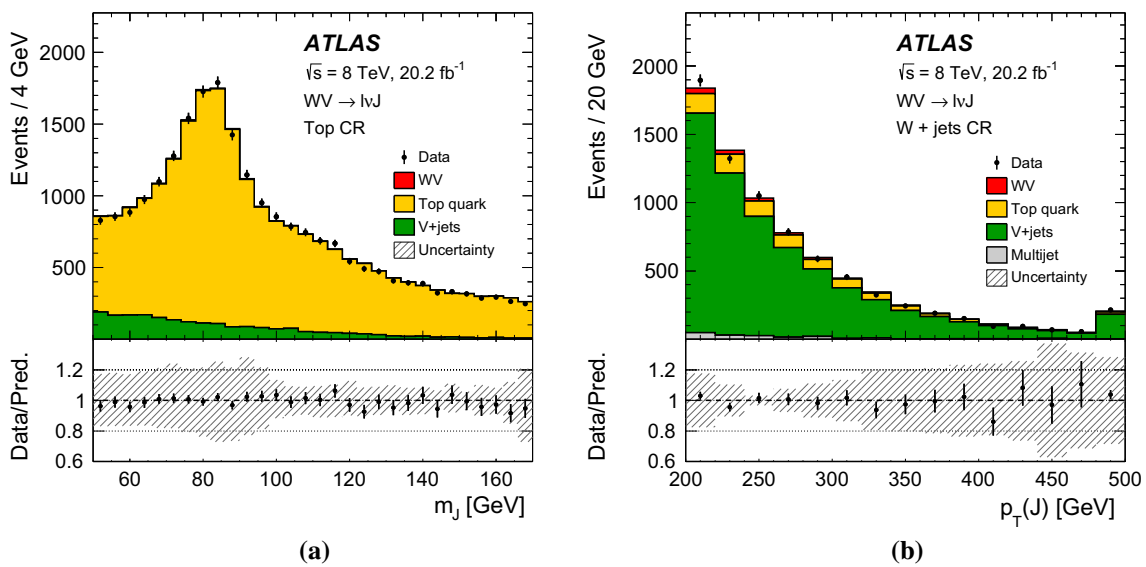 ATLAS
√s = 8 TeV, 20.2 fb⁻¹
WV → lνJ
Top CR
Data
WV
Top quark
V+jets
Uncertainty
Events / 4 GeV
2000
1500
1000
500
Data/Pred.
1.2
1
0.8
0.6
60 80 100 120 140 160
m_J [GeV]
(a)
ATLAS
√s = 8 TeV, 20.2 fb⁻¹
WV → lνJ
W + jets CR
Data
WV
Top quark
V+jets
Multijet
Uncertainty
Events / 20 GeV
2000
1500
1000
500
Data/Pred.
1.2
1
0.8
0.6
200 250 300 350 400 450 500
p_T(J) [GeV]
(b)